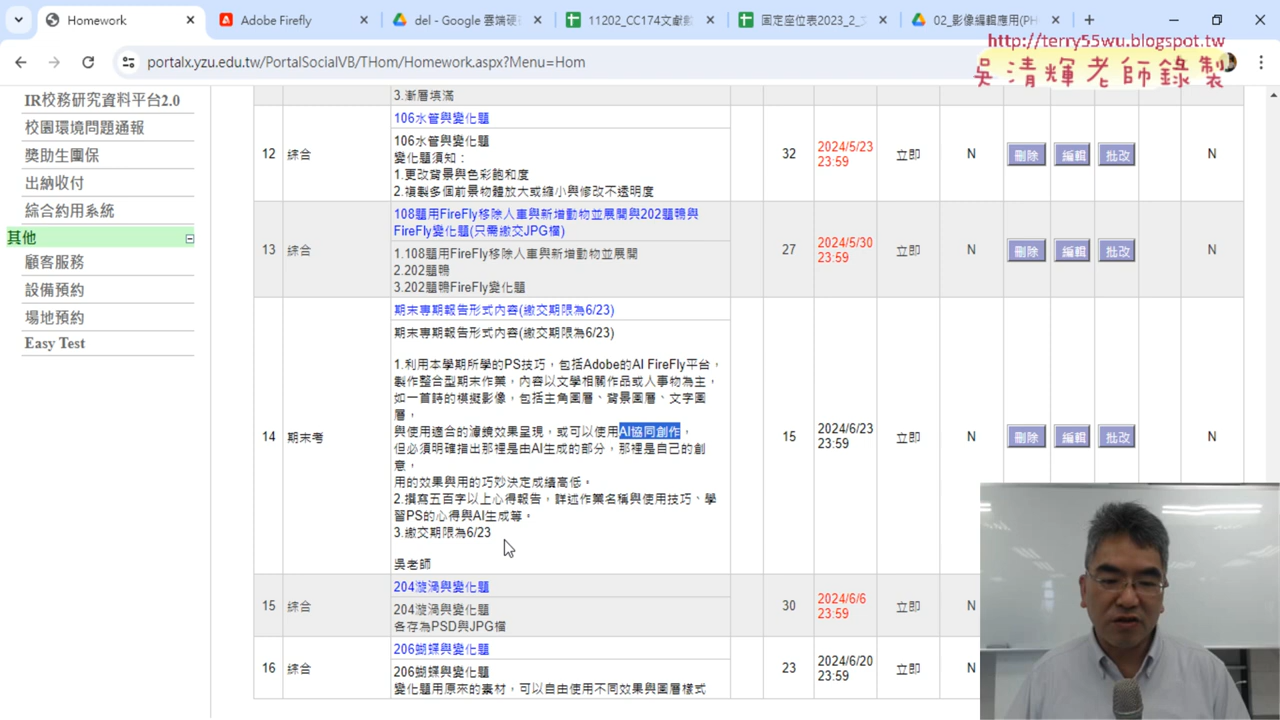 Homework
Adobe Firefly
del - Google 雲端硬
11202_CC174文獻
固定座位表2023_2_
02_影像編輯應用(PH
http://terry55wu.blogspot.tw
吳清輝老師錄製
portalx.yzu.edu.tw/PortalSocialVB/THom/Homework.aspx?Menu=Hom
IR校務研究資料平台2.0
校園環境問題通報
獎助生團保
出納收付
綜合約用系統
其他
顧客服務
設備預約
場地預約
Easy Test
3.漸層填滿
12 綜合
106水管與變化題
106水管與變化題
變化題須知：
1.更改背景與色彩飽和度
2.複製多個前景物體放大或縮小與修改不透明度
32
2024/5/23
23:59
立即 N 刪除 編輯 批改 N
13 綜合
108題用FireFly移除人車與新增動物並展開與202題鴨與
FireFly變化題(只需繳交JPG檔)
1.108題用FireFly移除人車與新增動物並展開
2.202題鴨
3.202題鴨FireFly變化題
27
2024/5/30
23:59
立即 N 刪除 編輯 批改 N
14 期末考
期末專期報告形式內容(繳交期限為6/23)
期末專期報告形式內容(繳交期限為6/23)
1.利用本學期所學的PS技巧，包括Adobe的AI FireFly平台，
製作整合型期末作業，內容以文學相關作品或人事物為主，
如一首詩的模擬影像，包括主角圖層、背景圖層、文字圖
層，
與使用適合的濾鏡效果呈現，或可以使用AI協同創作，
但必須明確指出那裡是由AI生成的部分，那裡是自己的創
意，
用的效果與用的巧妙決定成績高低。
2.撰寫五百字以上心得報告，詳述作業名稱與使用技巧、學
習PS的心得與AI生成等。
3.繳交期限為6/23
吳老師
15
2024/6/23
23:59
立即 N 刪除 編輯 批改 N
15 綜合
204漩渦與變化題
204漩渦與變化題
各存為PSD與JPG檔
30
2024/6/6
23:59
立即 N
16 綜合
206蝴蝶與變化題
206蝴蝶與變化題
變化題用原來的素材，可以自由使用不同效果與圖層樣式
23
2024/6/20
23:59
立即 N